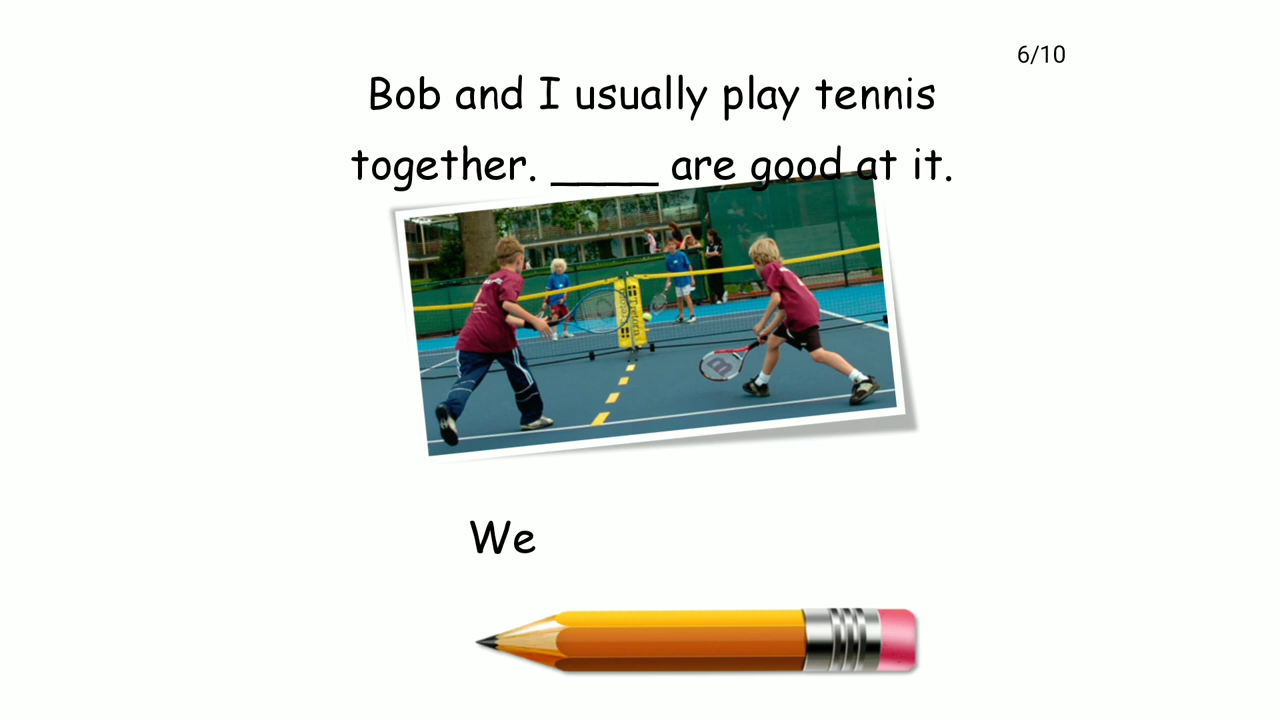 6/10
Bob and I usually play tennis
together. ____ are good at it.
We